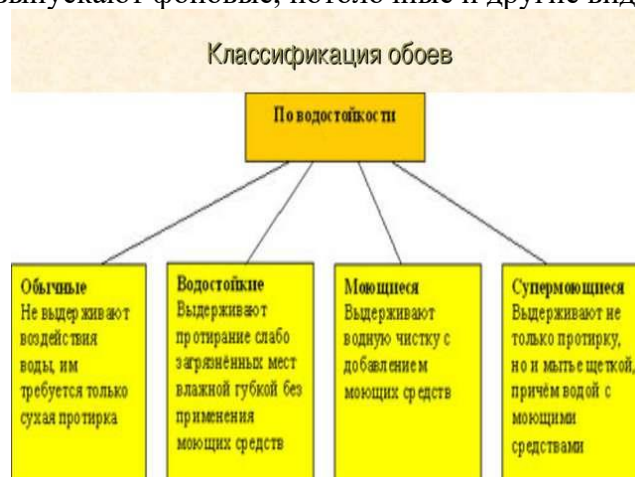 выпускают фоновые, потолочные и другие вид
Классификация обоев
По водостойкости
Обычные
Не выдерживают
воздействия
воды, им
требуется только
сухая протирка
Водостойкие
Выдерживают
протирание слабо
загрязнённых мест
влажной губкой без
применения
моющих средств
Моющиеся
Выдерживают
водную чистку с
добавлением
моющих средств
Супермоющиеся
Выдерживают не
только протирку,
но и мытье щеткой,
причём водой с
моющими
средствами